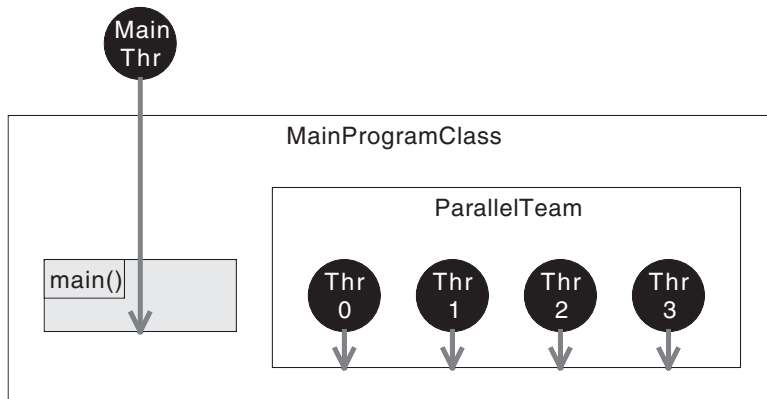 Main
Thr
MainProgramClass
ParallelTeam
main()
Thr
0
Thr
1
Thr
2
Thr
3